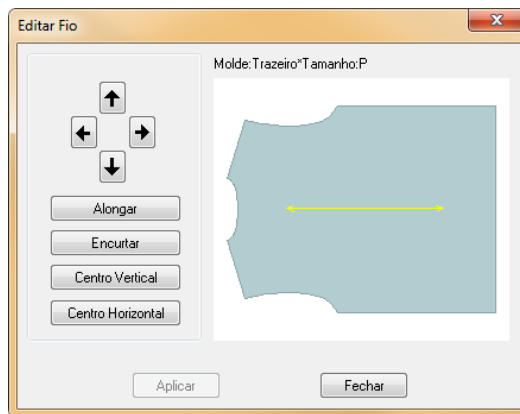 Editar Fio
Molde:Trazeiro*Tamanho:P
Alongar
Encurtar
Centro Vertical
Centro Horizontal
Aplicar
Fechar